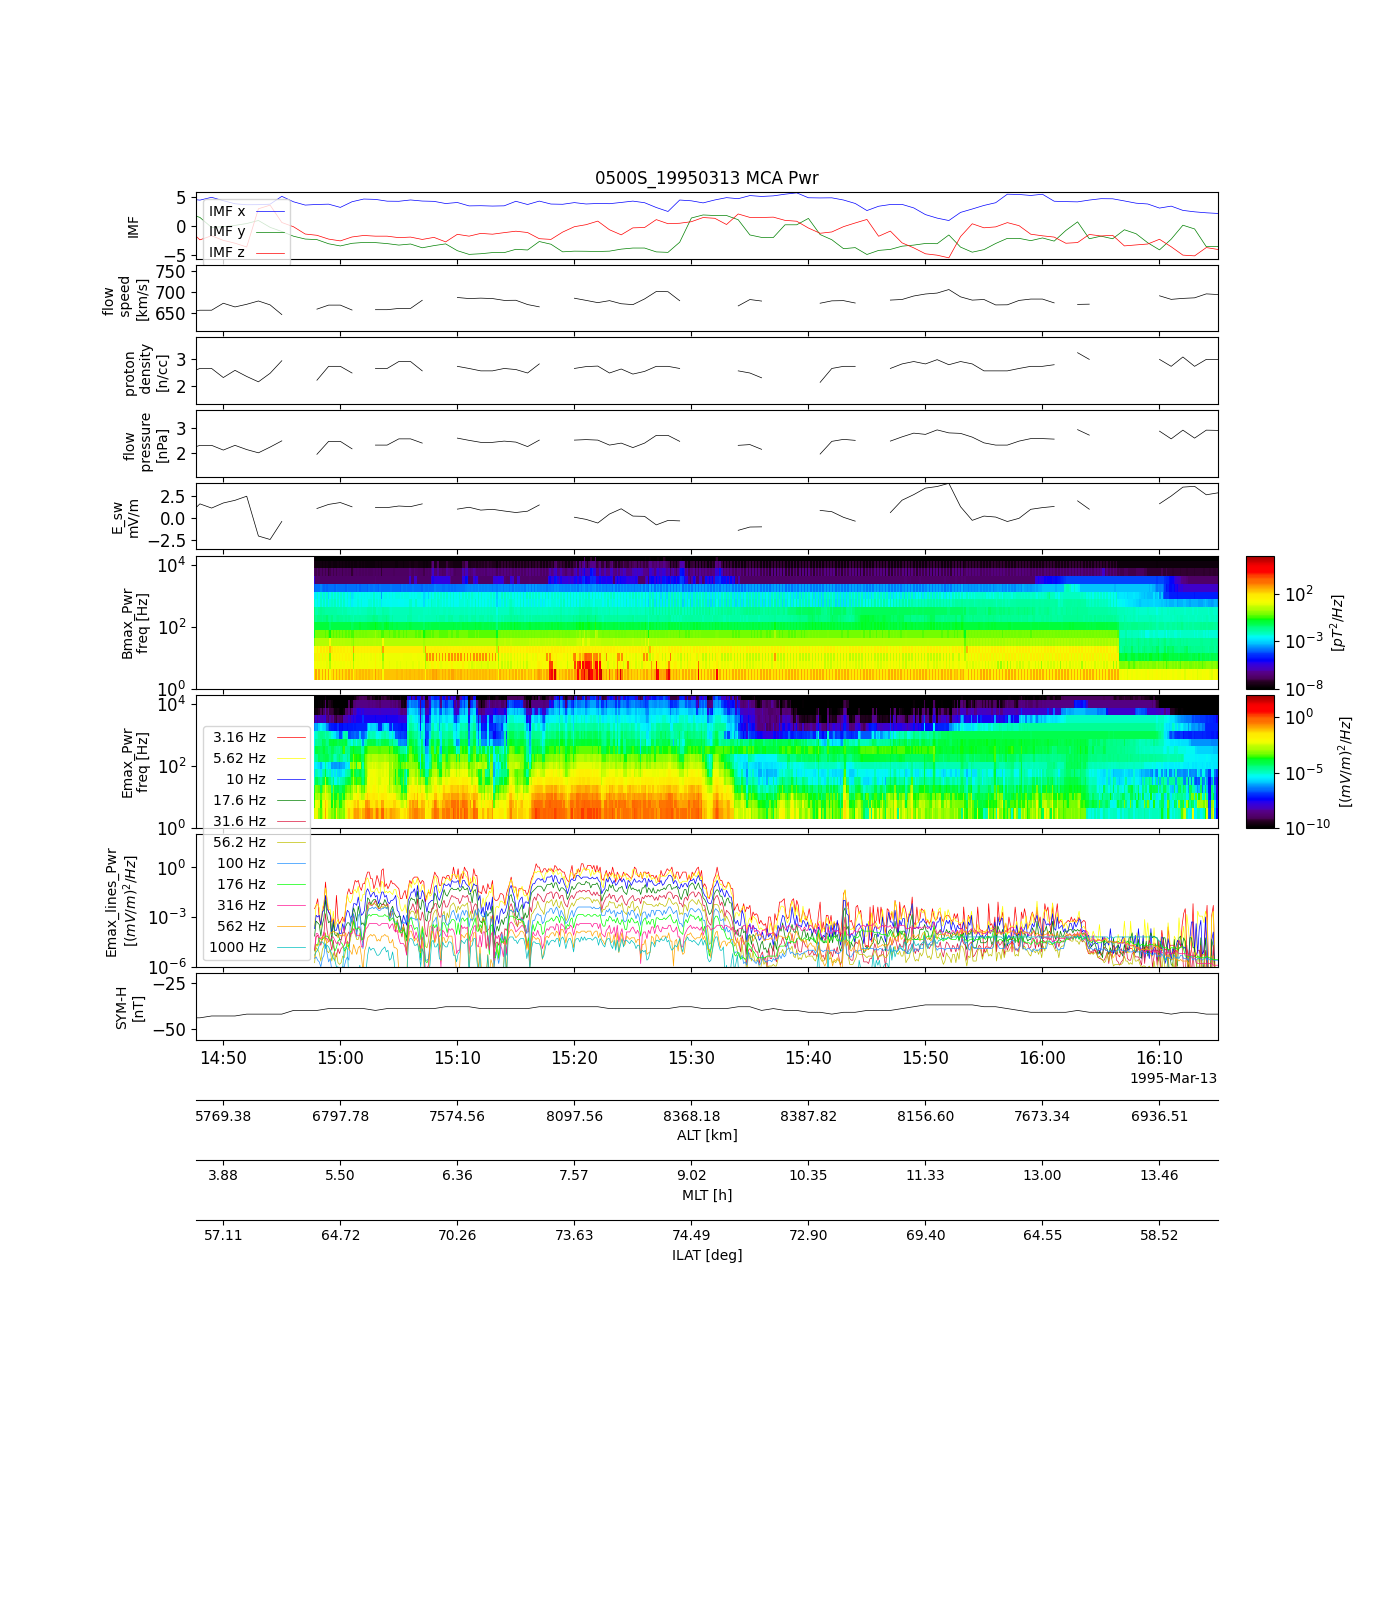 0500S_19950313 MCA Pwr
IMF
5
0
−5
IMF x
IMF y
IMF z
flow
speed
[km/s]
750
700
650
proton
density
[n/cc]
3
2
flow
pressure
[nPa]
3
2
E_sw
mV/m
2.5
0.0
−2.5
Bmax_Pwr
freq [Hz]
10^4
10^2
10^0
10^2
10^−3
10^−8
[pT^2/Hz]
Emax_Pwr
freq [Hz]
10^4
10^2
10^0
10^0
10^−5
10^−10
[(mV/m)^2/Hz]
3.16 Hz
5.62 Hz
10 Hz
17.6 Hz
31.6 Hz
56.2 Hz
100 Hz
176 Hz
316 Hz
562 Hz
1000 Hz
Emax_lines_Pwr
[(mV/m)^2/Hz]
10^0
10^−3
10^−6
SYM-H
[nT]
−25
−50
14:50 15:00 15:10 15:20 15:30 15:40 15:50 16:00 16:10
1995-Mar-13
5769.38 6797.78 7574.56 8097.56 8368.18 8387.82 8156.60 7673.34 6936.51
ALT [km]
3.88 5.50 6.36 7.57 9.02 10.35 11.33 13.00 13.46
MLT [h]
57.11 64.72 70.26 73.63 74.49 72.90 69.40 64.55 58.52
ILAT [deg]